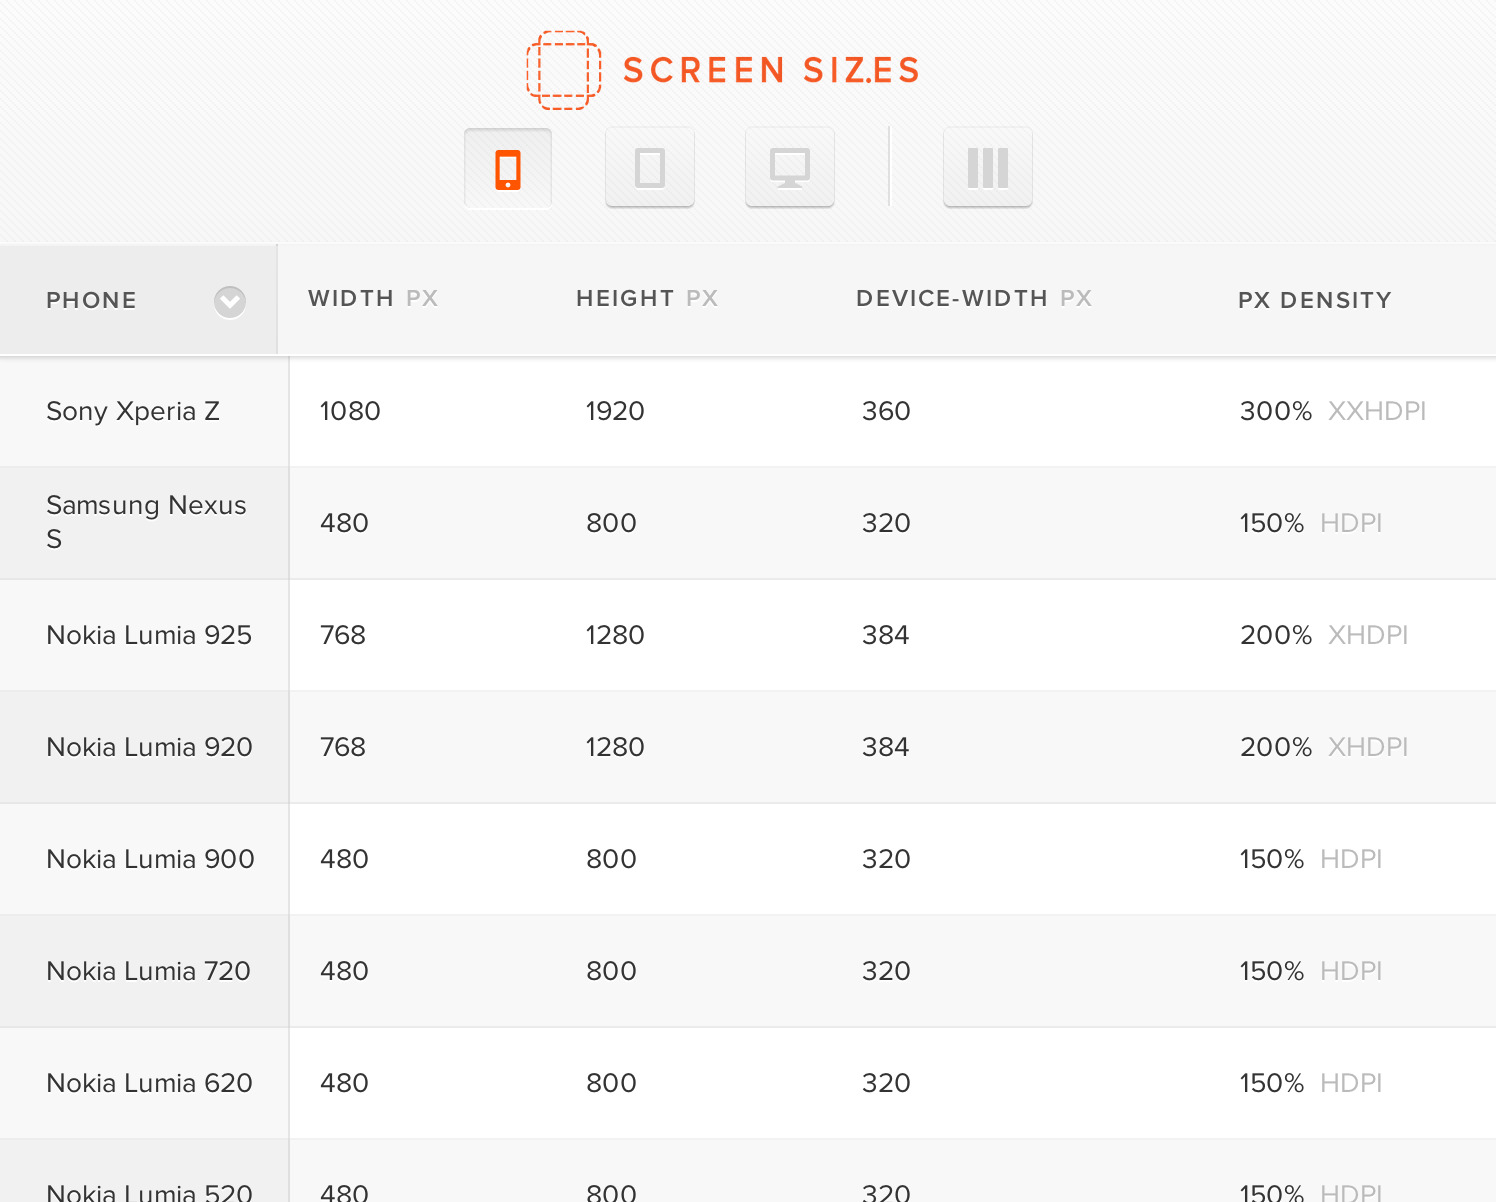 SCREEN SIZ.ES
PHONE WIDTH PX HEIGHT PX DEVICE-WIDTH PX PX DENSITY
Sony Xperia Z 1080 1920 360 300% XXHDPI
Samsung Nexus
S 480 800 320 150% HDPI
Nokia Lumia 925 768 1280 384 200% XHDPI
Nokia Lumia 920 768 1280 384 200% XHDPI
Nokia Lumia 900 480 800 320 150% HDPI
Nokia Lumia 720 480 800 320 150% HDPI
Nokia Lumia 620 480 800 320 150% HDPI
Nokia Lumia 520 480 800 320 150% HDPI